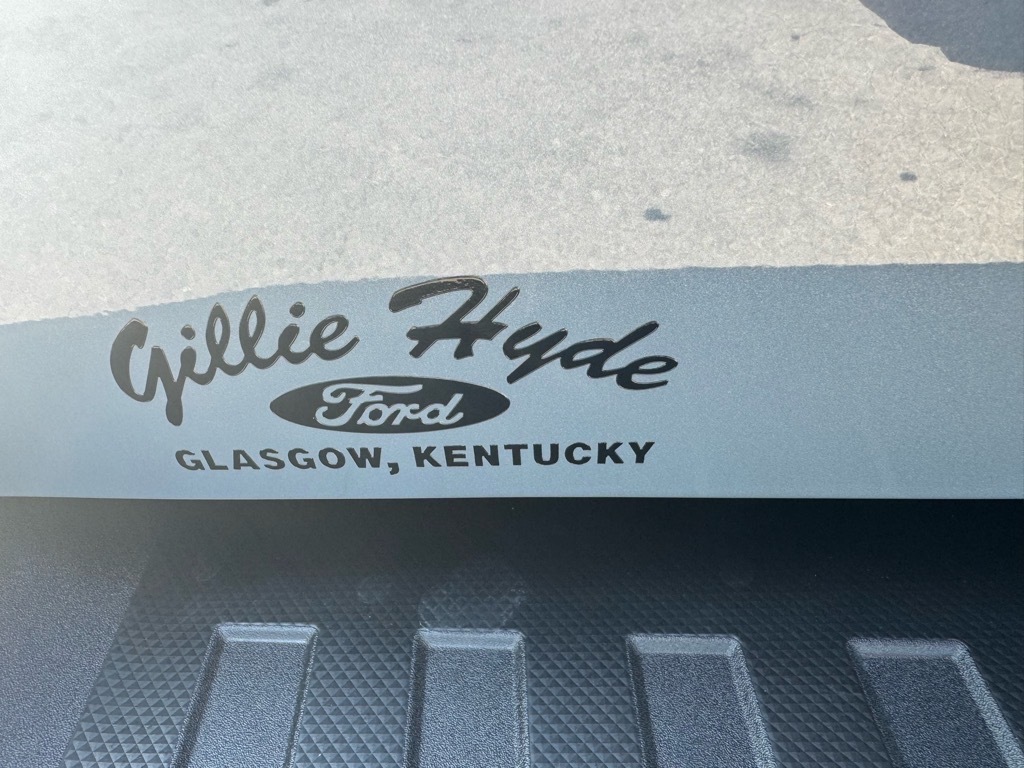 Gillie Hyde
Ford
GLASGOW, KENTUCKY